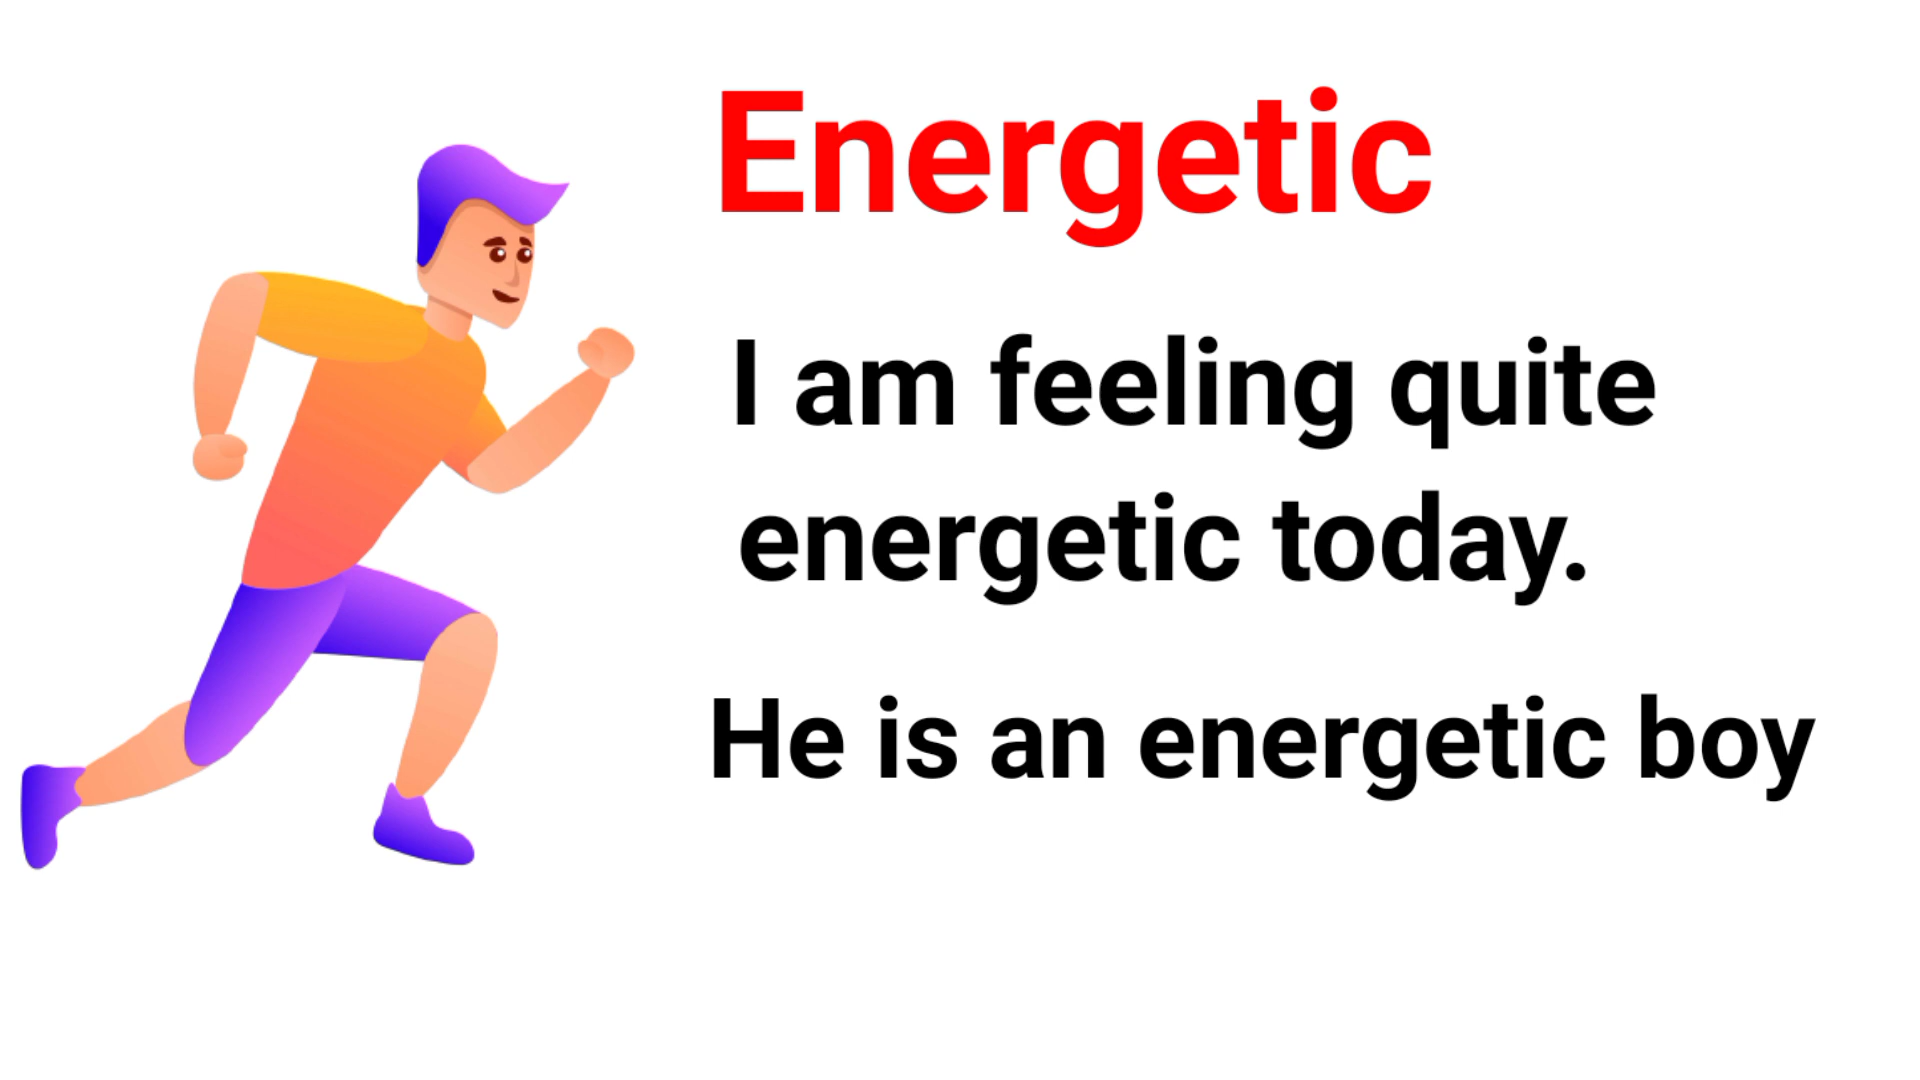 Energetic
I am feeling quite
energetic today.
He is an energetic boy